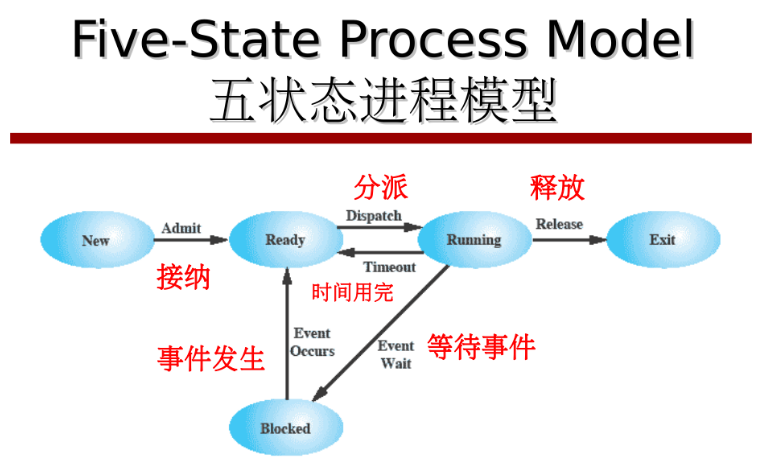 Five-State Process Model
五状态进程模型
分派
释放
Admit
Dispatch
Release
New
Ready
Running
Exit
接纳
Timeout
时间用完
事件发生
Event
Occurs
Event
Wait
等待事件
Blocked